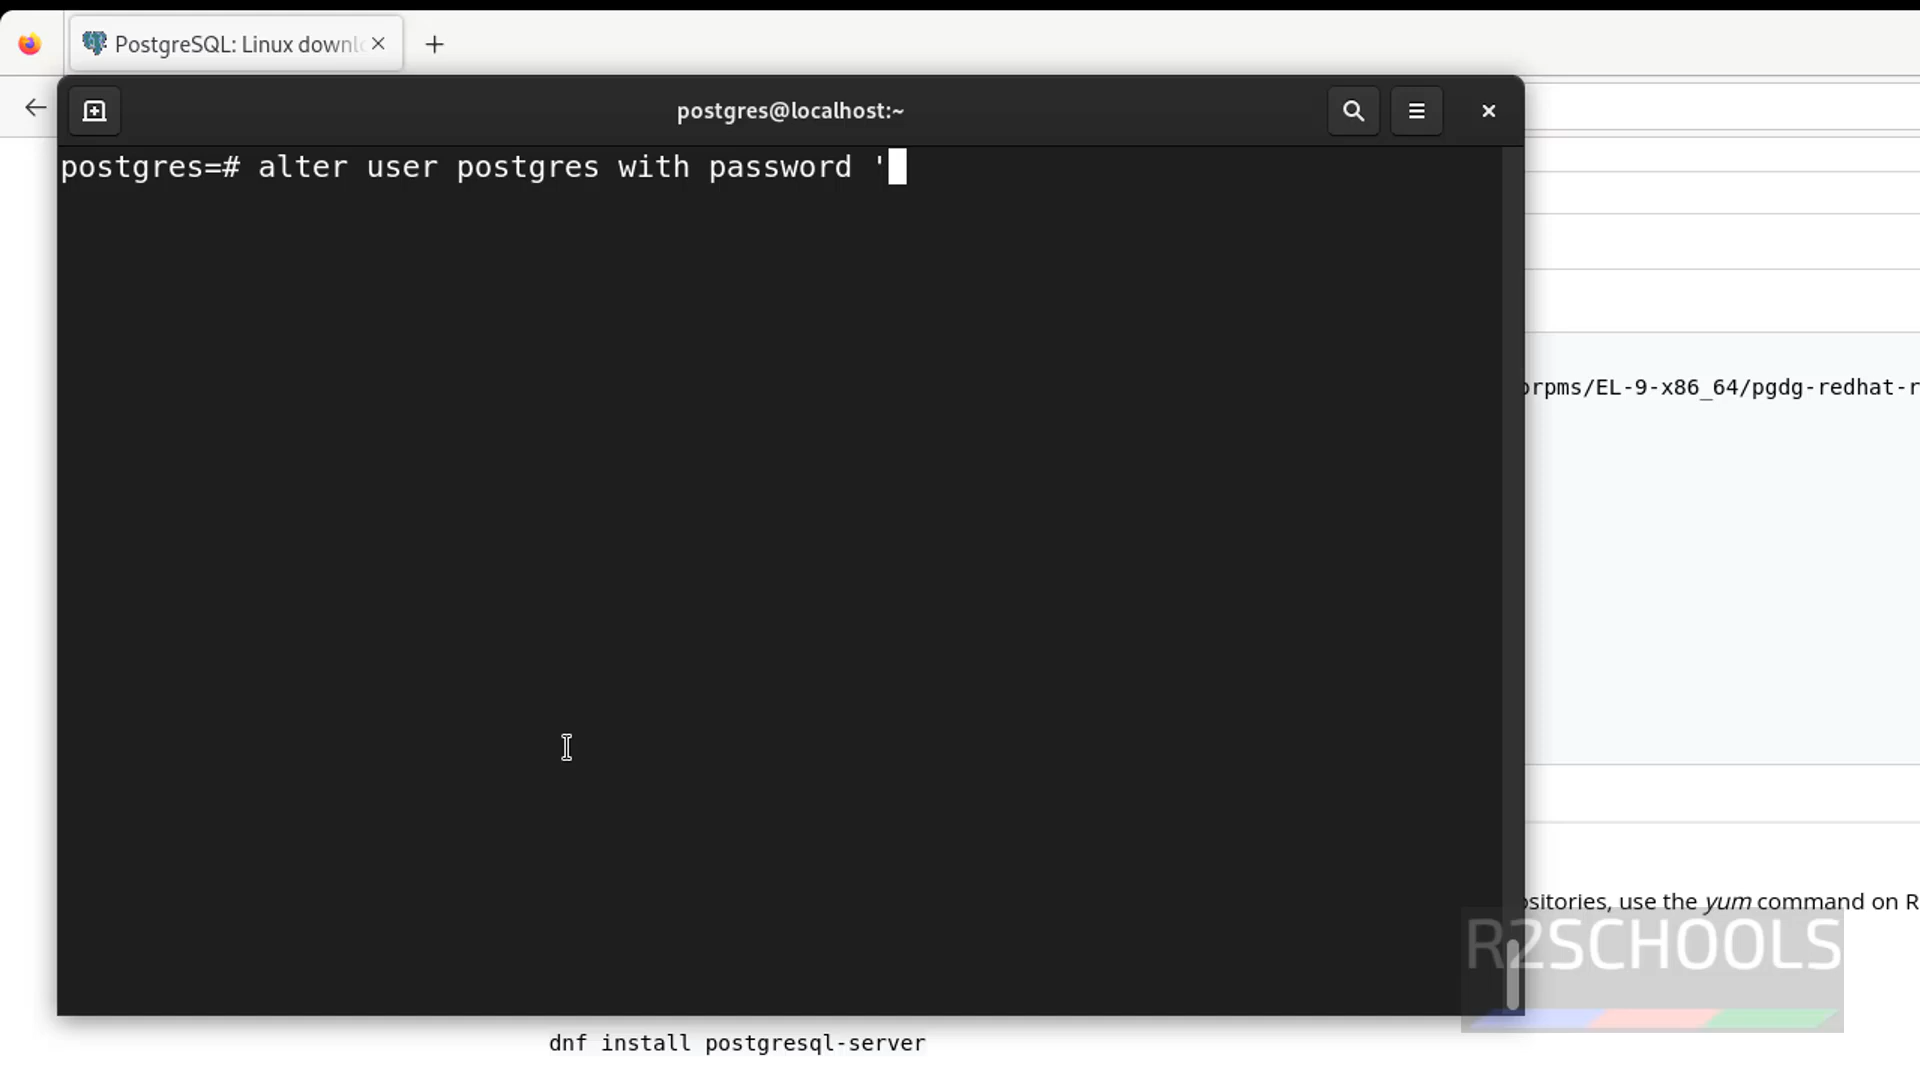 PostgreSQL: Linux downl
postgres@localhost:~
postgres=# alter user postgres with password '
rpms/EL-9-x86_64/pgdg-redhat-r
sitories, use the yum command on R
R2SCHOOLS
dnf install postgresql-server